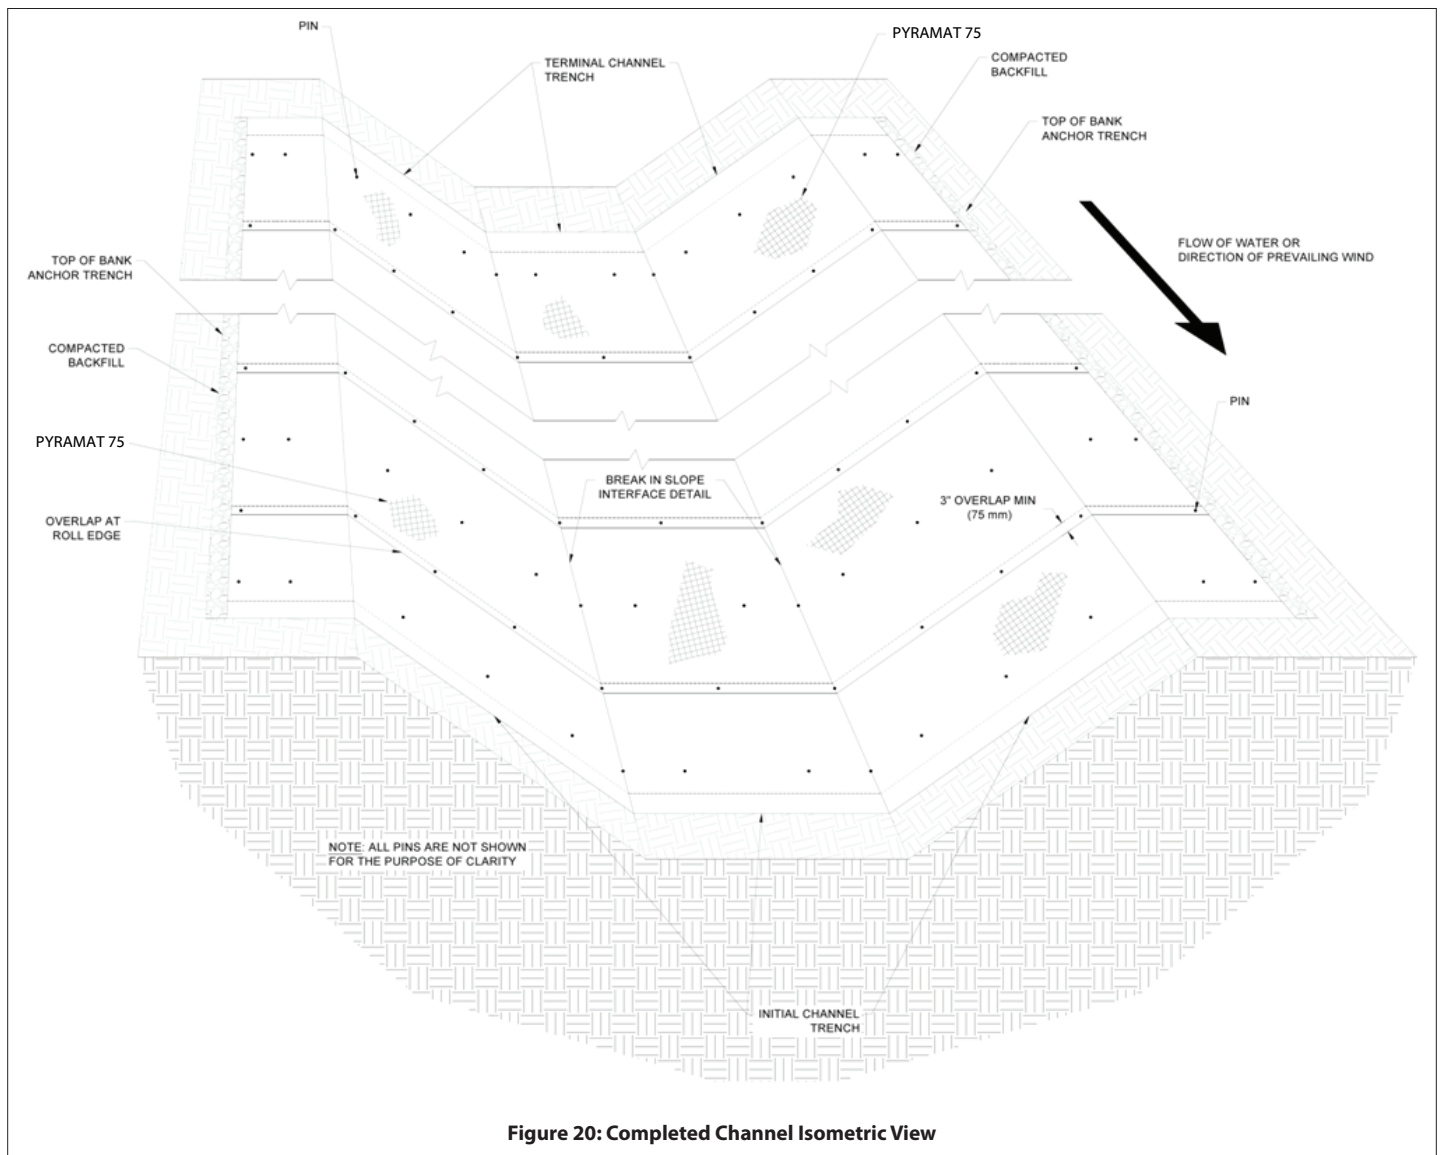 PIN
PYRAMAT 75
TERMINAL CHANNEL
TRENCH
COMPACTED
BACKFILL
TOP OF BANK
ANCHOR TRENCH
FLOW OF WATER OR
DIRECTION OF PREVAILING WIND
TOP OF BANK
ANCHOR TRENCH
COMPACTED
BACKFILL
PIN
PYRAMAT 75
BREAK IN SLOPE
INTERFACE DETAIL
3" OVERLAP MIN
(75 mm)
OVERLAP AT
ROLL EDGE
NOTE: ALL PINS ARE NOT SHOWN
FOR THE PURPOSE OF CLARITY
INITIAL CHANNEL
TRENCH
Figure 20: Completed Channel Isometric View